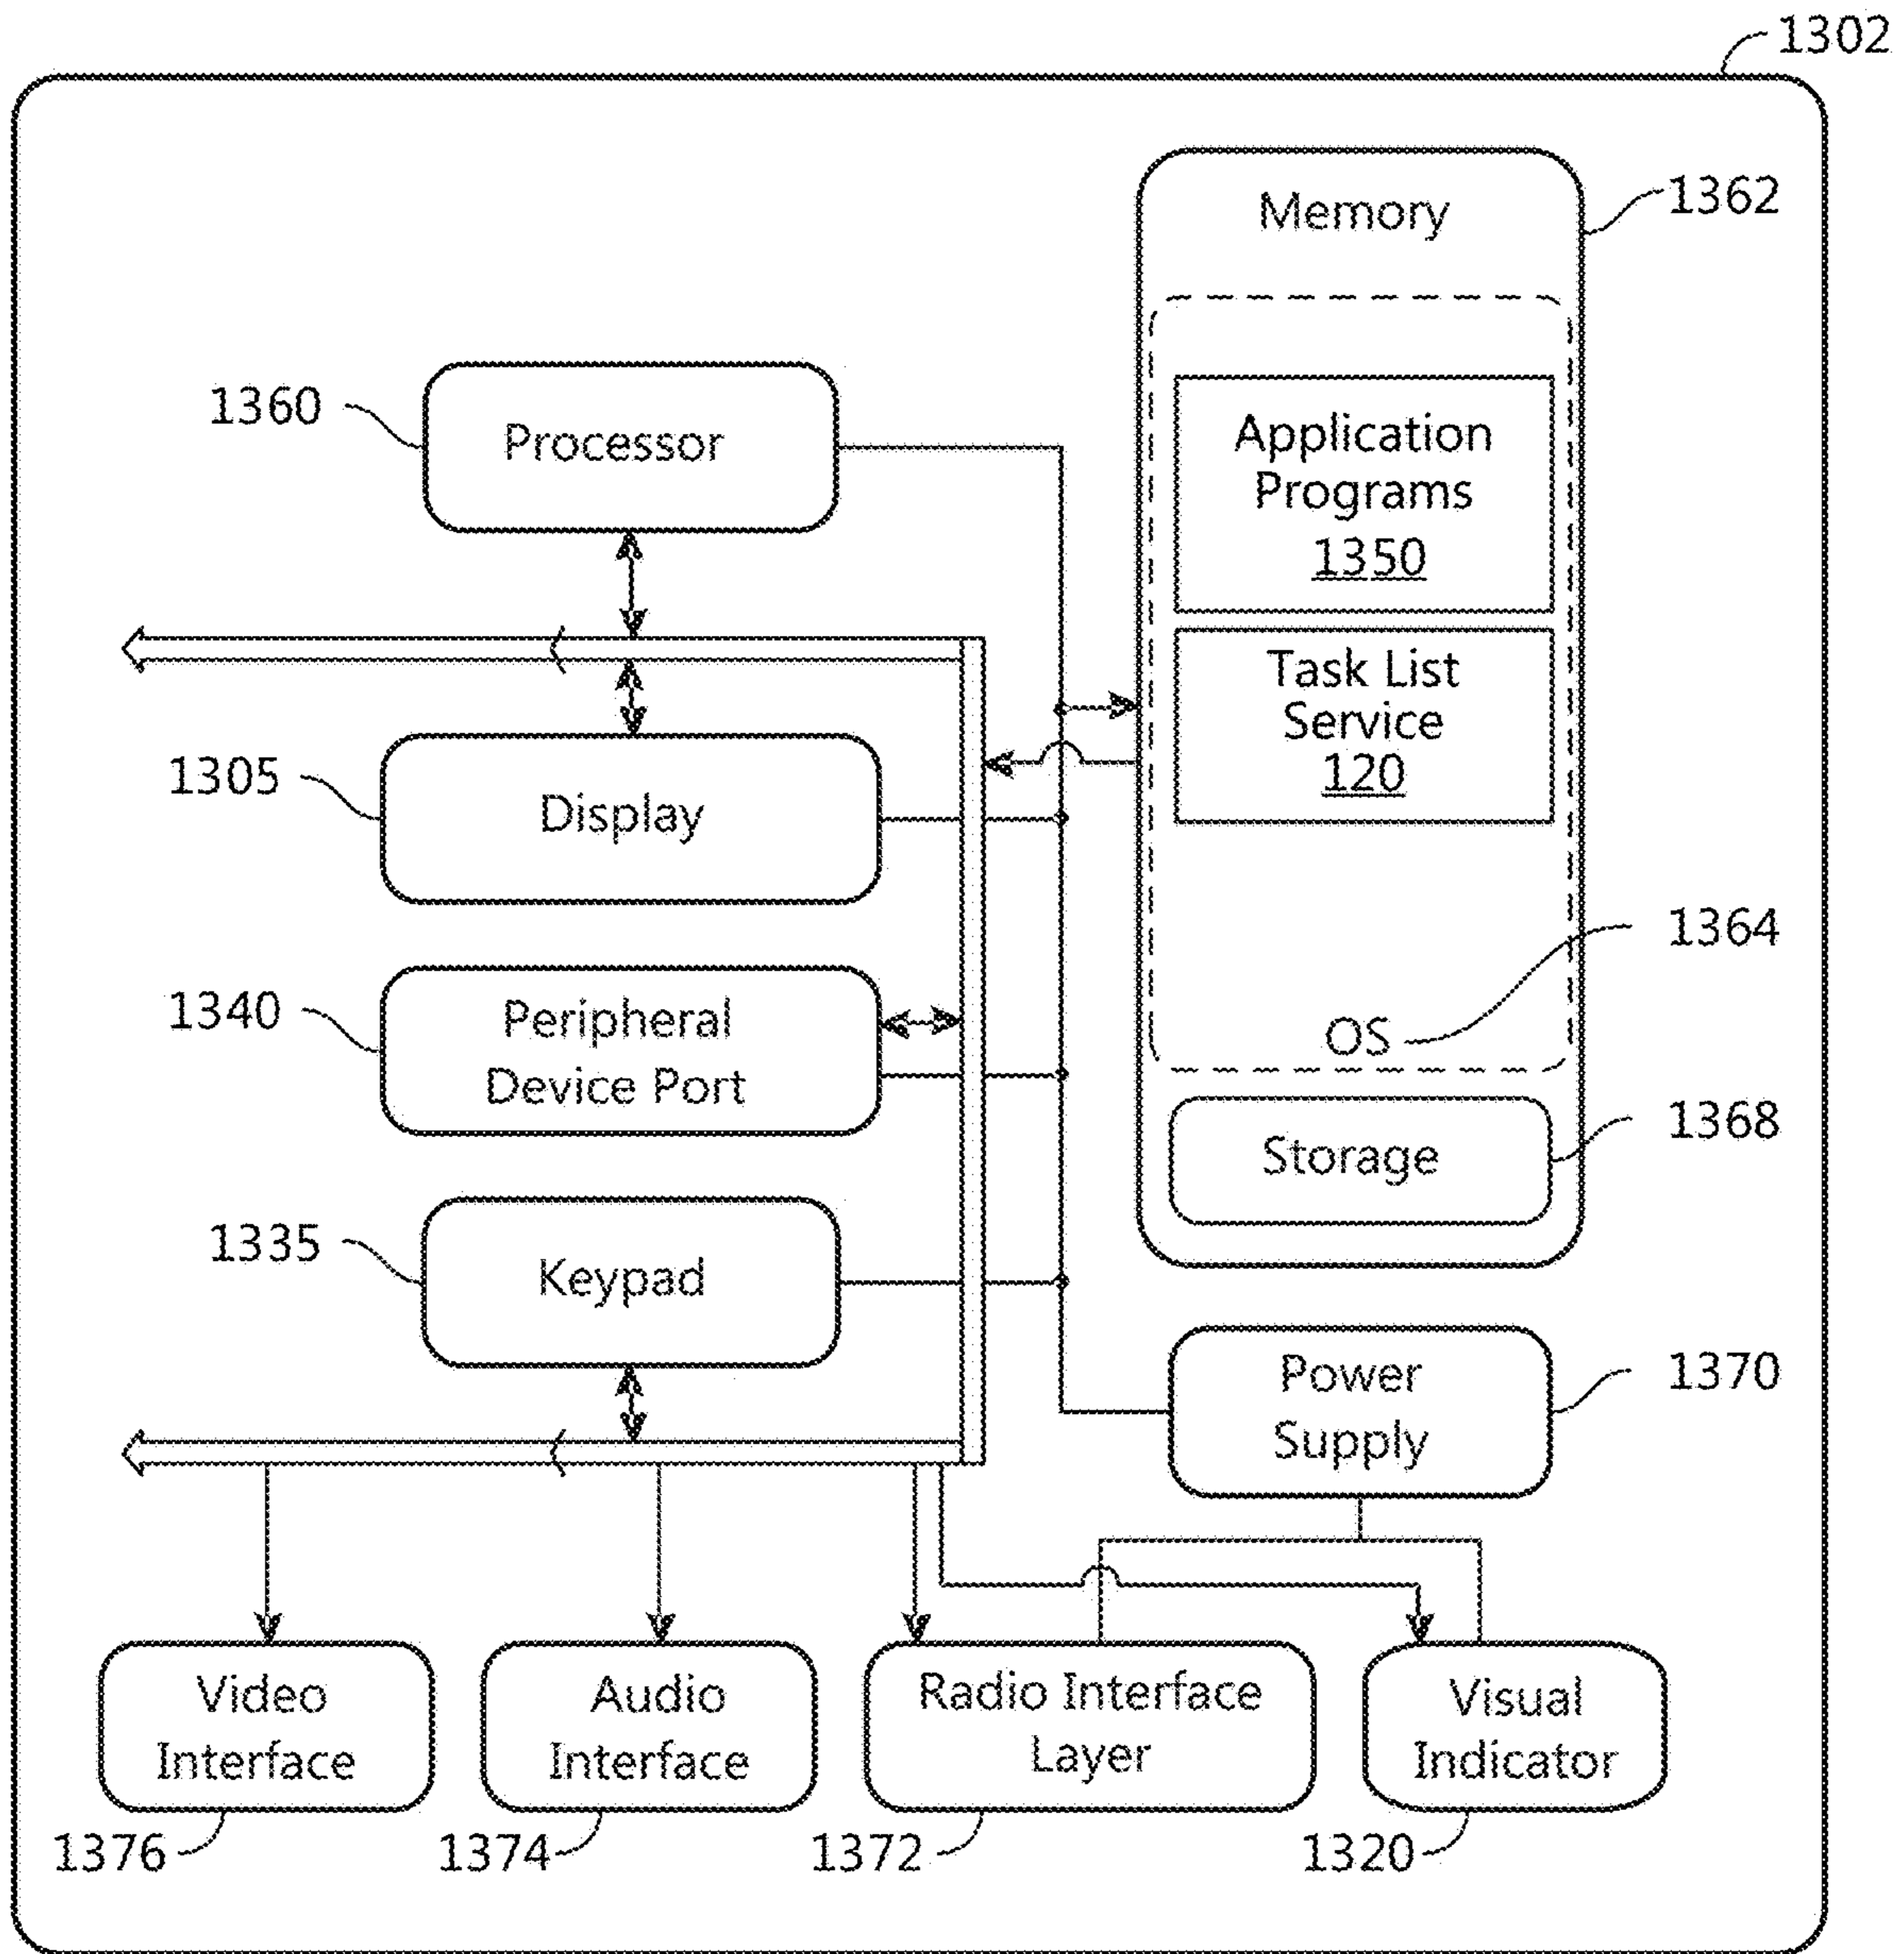 1302
Memory
1362
1360
Processor
Application
Programs
1350
Task List
Service
120
1305
Display
1364
1340
Peripheral
Device Port
OS
1368
Storage
1335
Keypad
Power
Supply
1370
Video
Interface
Audio
Interface
Radio Interface
Layer
Visual
Indicator
1376
1374
1372
1320